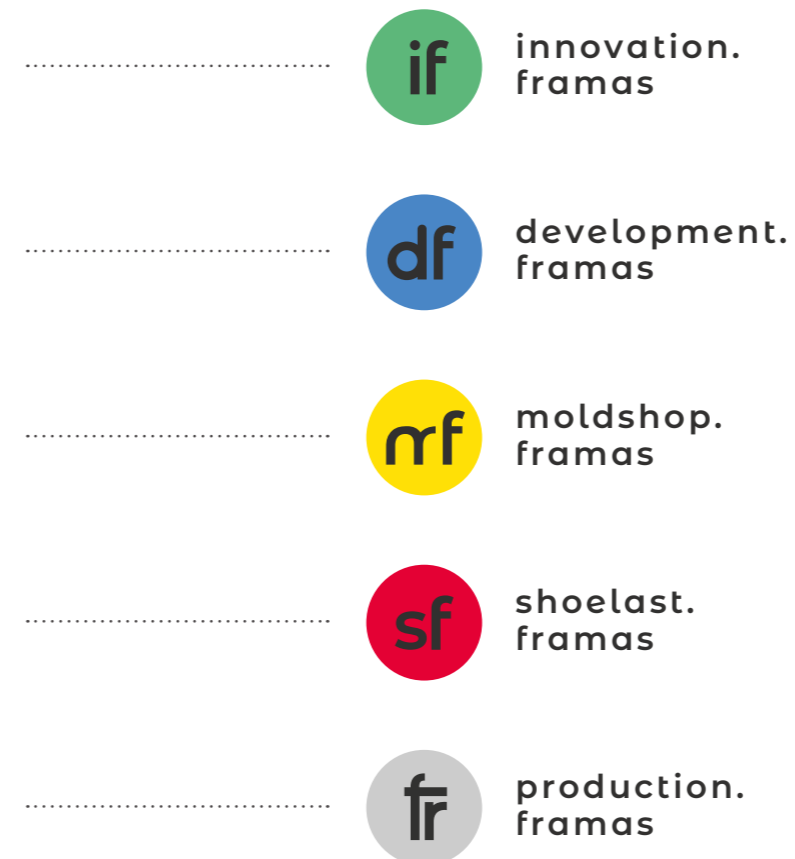 if
innovation.
framas
df
development.
framas
mf
moldshop.
framas
sf
shoelast.
framas
fr
production.
framas